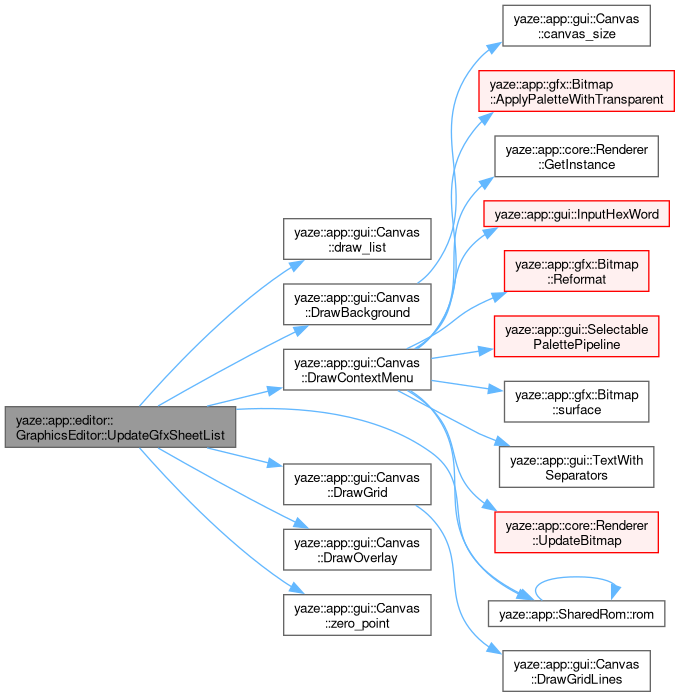 yaze::app::editor::
GraphicsEditor::UpdateGfxSheetList
yaze::app::gui::Canvas
::draw_list
yaze::app::gui::Canvas
::DrawBackground
yaze::app::gui::Canvas
::DrawContextMenu
yaze::app::gui::Canvas
::DrawGrid
yaze::app::gui::Canvas
::DrawOverlay
yaze::app::gui::Canvas
::zero_point
yaze::app::gui::Canvas
::canvas_size
yaze::app::gfx::Bitmap
::ApplyPaletteWithTransparent
yaze::app::core::Renderer
::GetInstance
yaze::app::gui::InputHexWord
yaze::app::gfx::Bitmap
::Reformat
yaze::app::gui::Selectable
PalettePipeline
yaze::app::gfx::Bitmap
::surface
yaze::app::gui::TextWith
Separators
yaze::app::core::Renderer
::UpdateBitmap
yaze::app::SharedRom::rom
yaze::app::gui::Canvas
::DrawGridLines